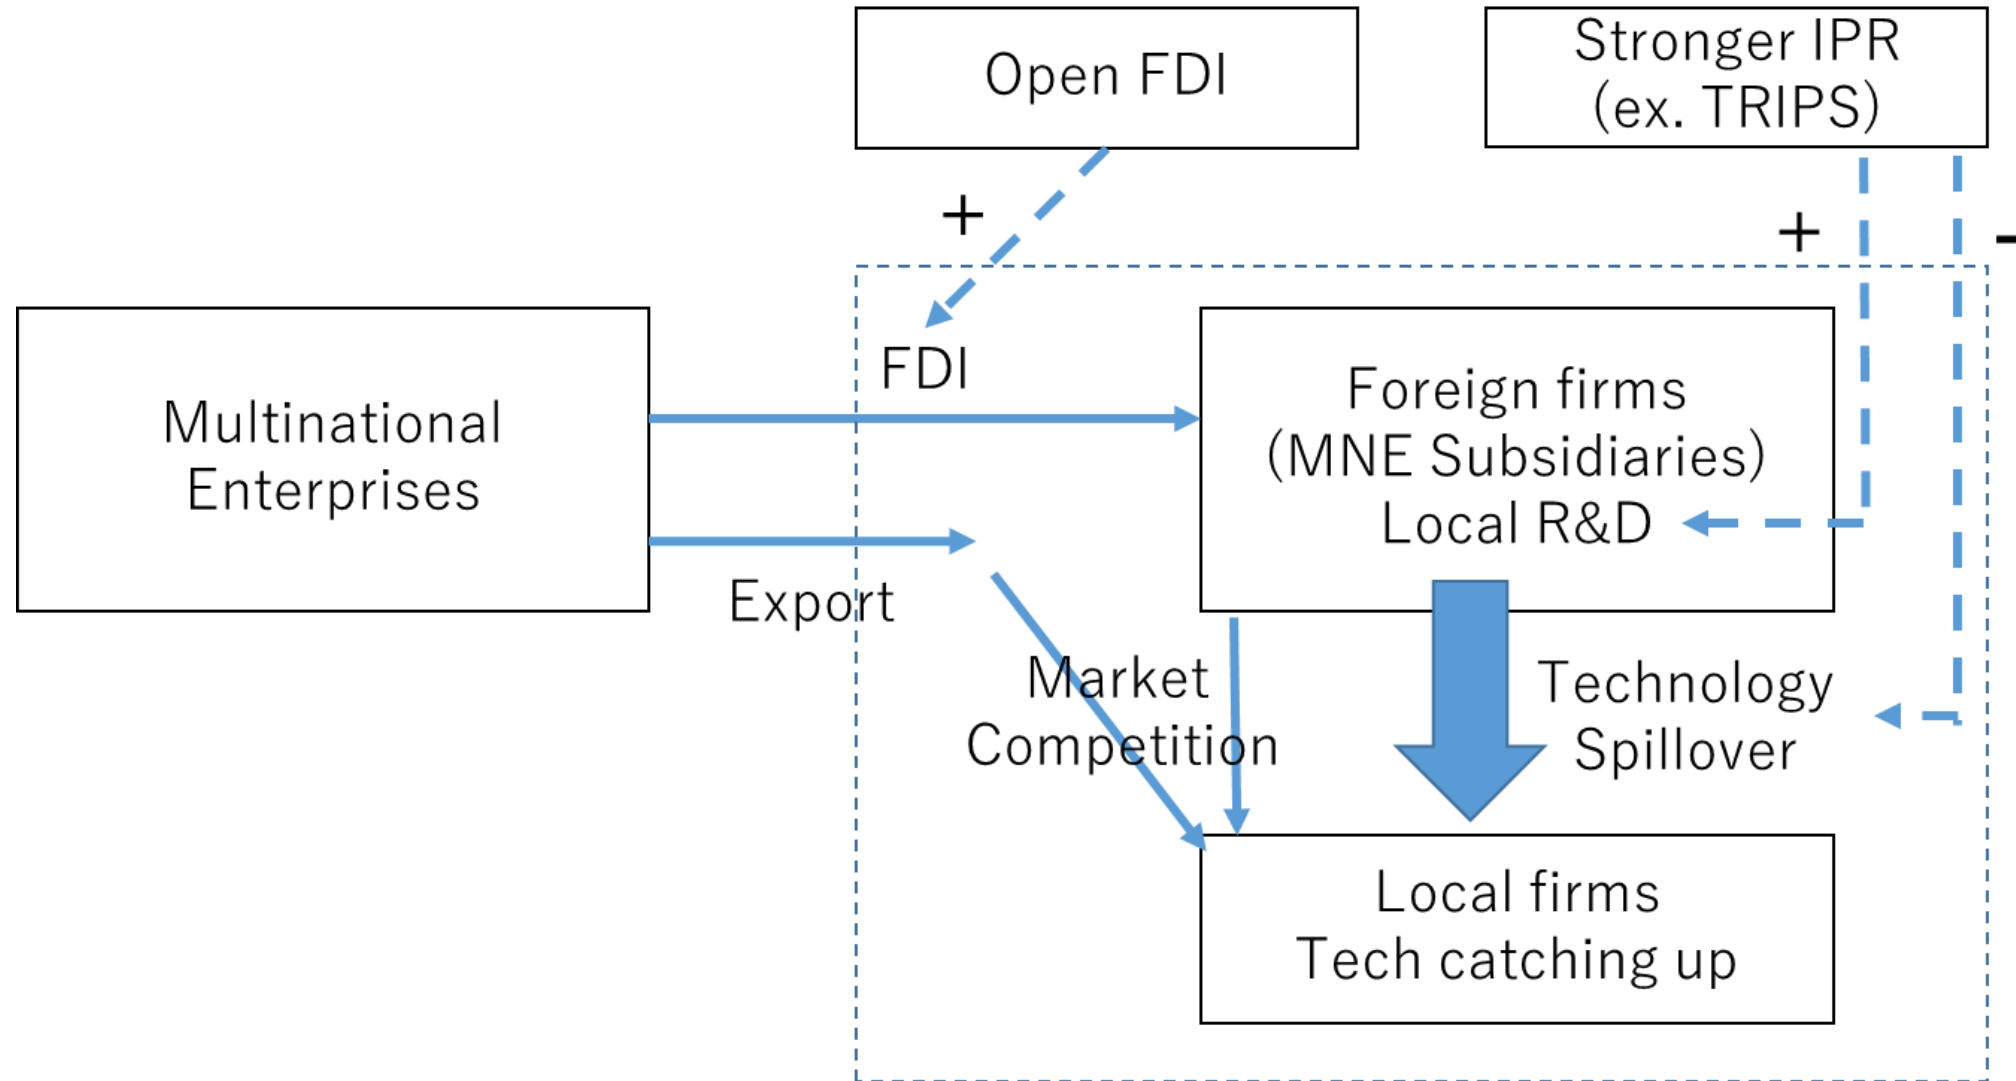 Open FDI
Stronger IPR
(ex. TRIPS)
+
+
-
Multinational
Enterprises
FDI
Foreign firms
(MNE Subsidiaries)
Local R&D
Export
Market
Competition
Technology
Spillover
Local firms
Tech catching up